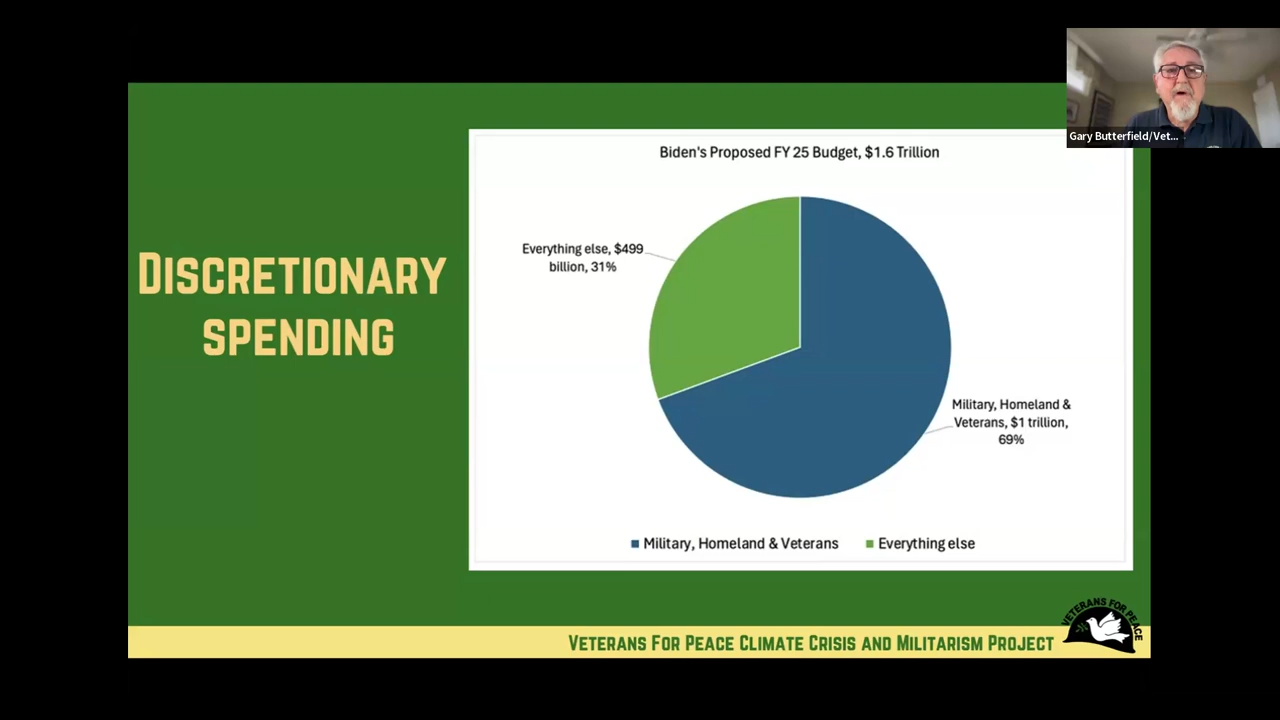 Gary Butterfield/Vet...
Biden's Proposed FY 25 Budget, $1.6 Trillion
Everything else, $499
billion, 31%
DISCRETIONARY
SPENDING
Military, Homeland &
Veterans, $1 trillion,
69%
Military, Homeland & Veterans
Everything else
VETERANS FOR PEACE
VETERANS FOR PEACE CLIMATE CRISIS AND MILITARISM PROJECT